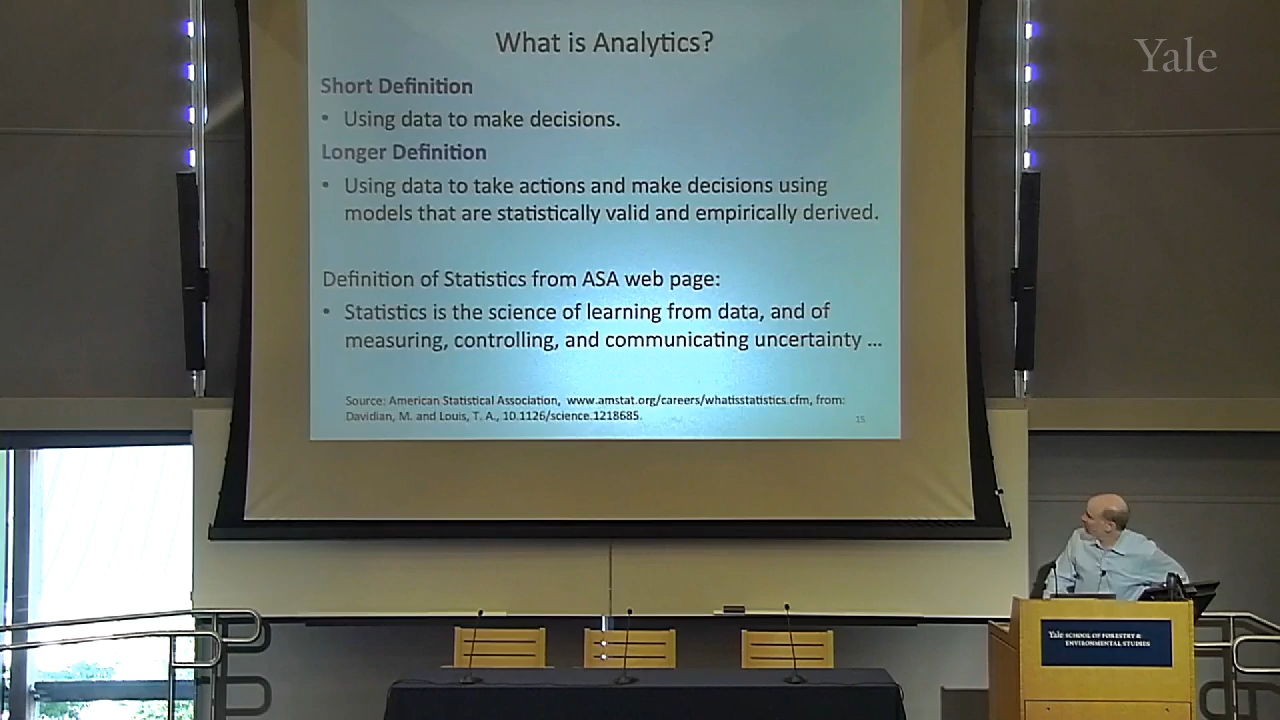 What is Analytics?
Short Definition
• Using data to make decisions.
Longer Definition
• Using data to take actions and make decisions using
models that are statistically valid and empirically derived.
Definition of Statistics from ASA web page:
• Statistics is the science of learning from data, and of
measuring, controlling, and communicating uncertainty ...
Source: American Statistical Association, www.amstat.org/careers/whatisstatistics.cfm, from:
Davidian, M. and Louis, T. A., 10.1126/science.1218685.
15
Yale
Yale SCHOOL OF FORESTRY &
ENVIRONMENTAL STUDIES